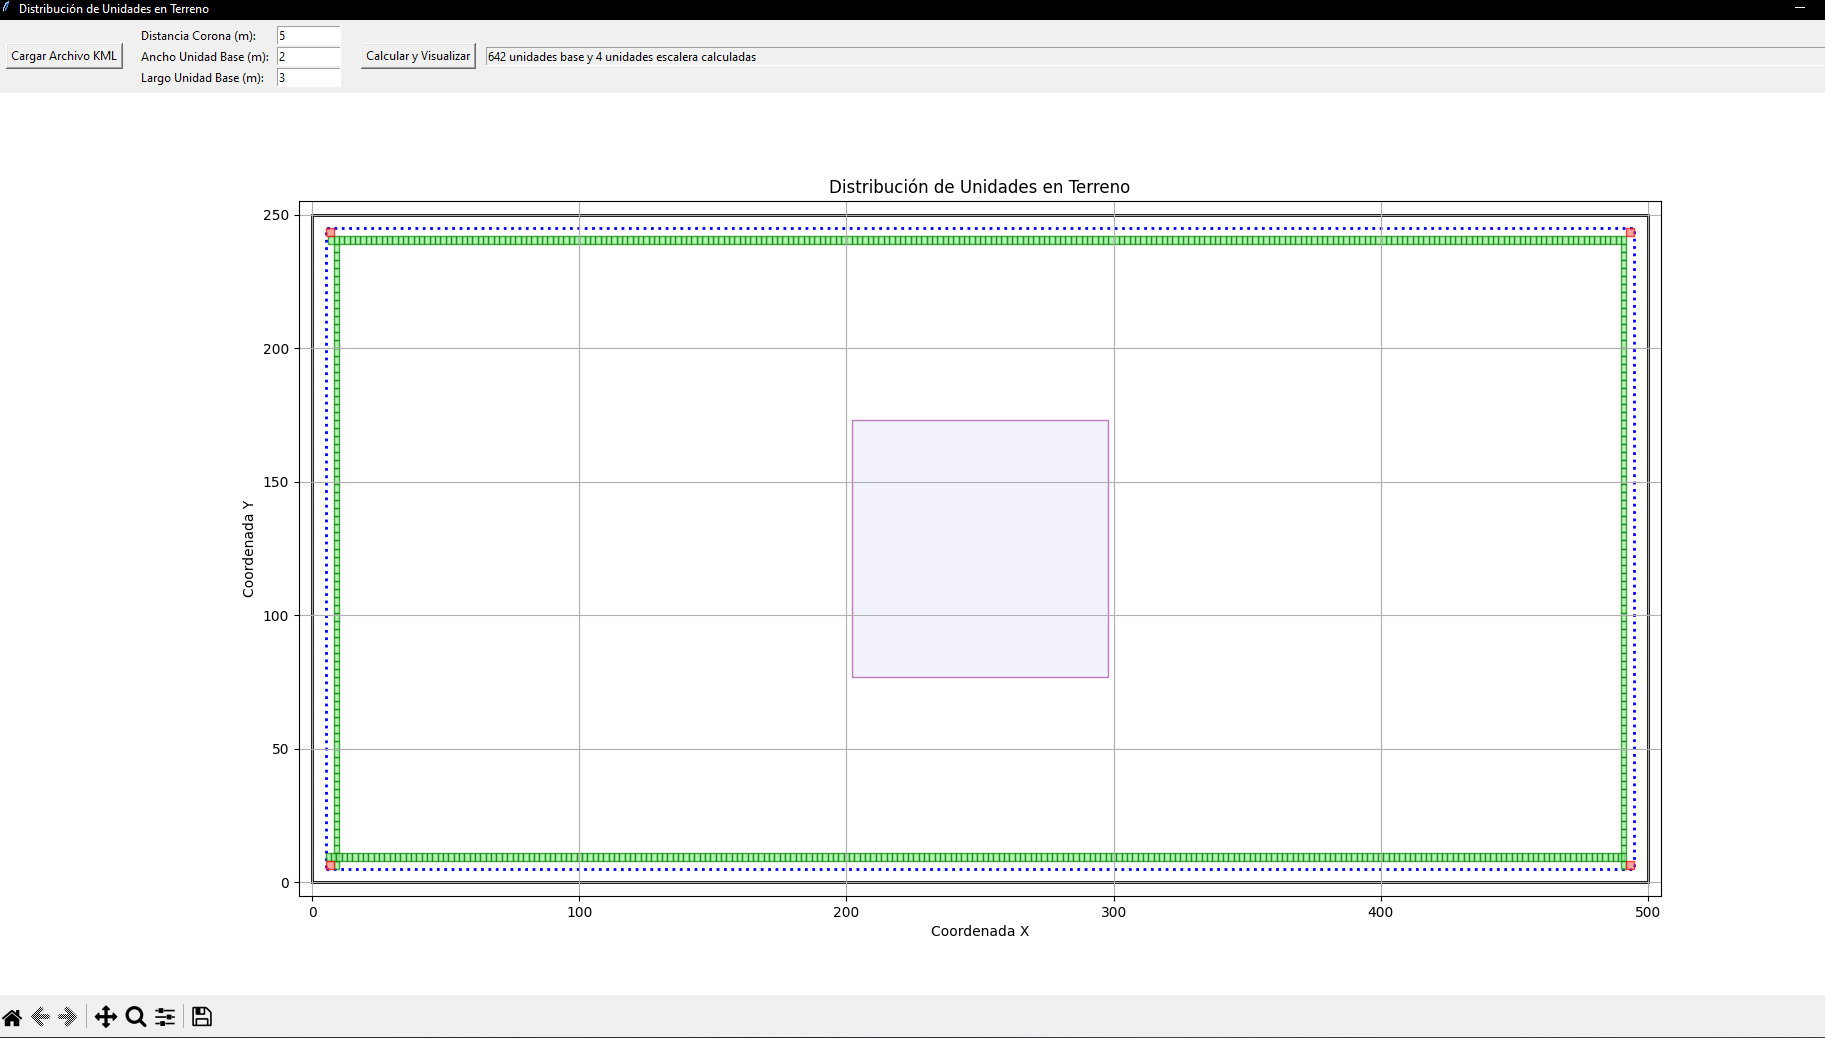 Distribución de Unidades en Terreno
Cargar Archivo KML
Distancia Corona (m): 5
Ancho Unidad Base (m): 2
Largo Unidad Base (m): 3
Calcular y Visualizar
642 unidades base y 4 unidades escalera calculadas
Distribución de Unidades en Terreno
250
200
150
100
50
0
Coordenada Y
0 100 200 300 400 500
Coordenada X